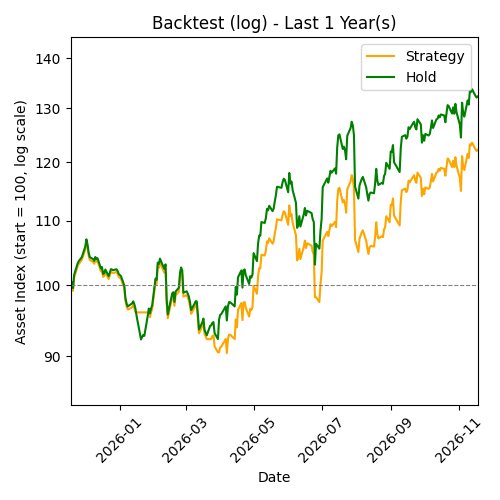 Backtest (log) - Last 1 Year(s)
Asset Index (start = 100, log scale)
140
130
120
110
100
90
Strategy
Hold
2026-01
2026-03
2026-05
2026-07
2026-09
2026-11
Date